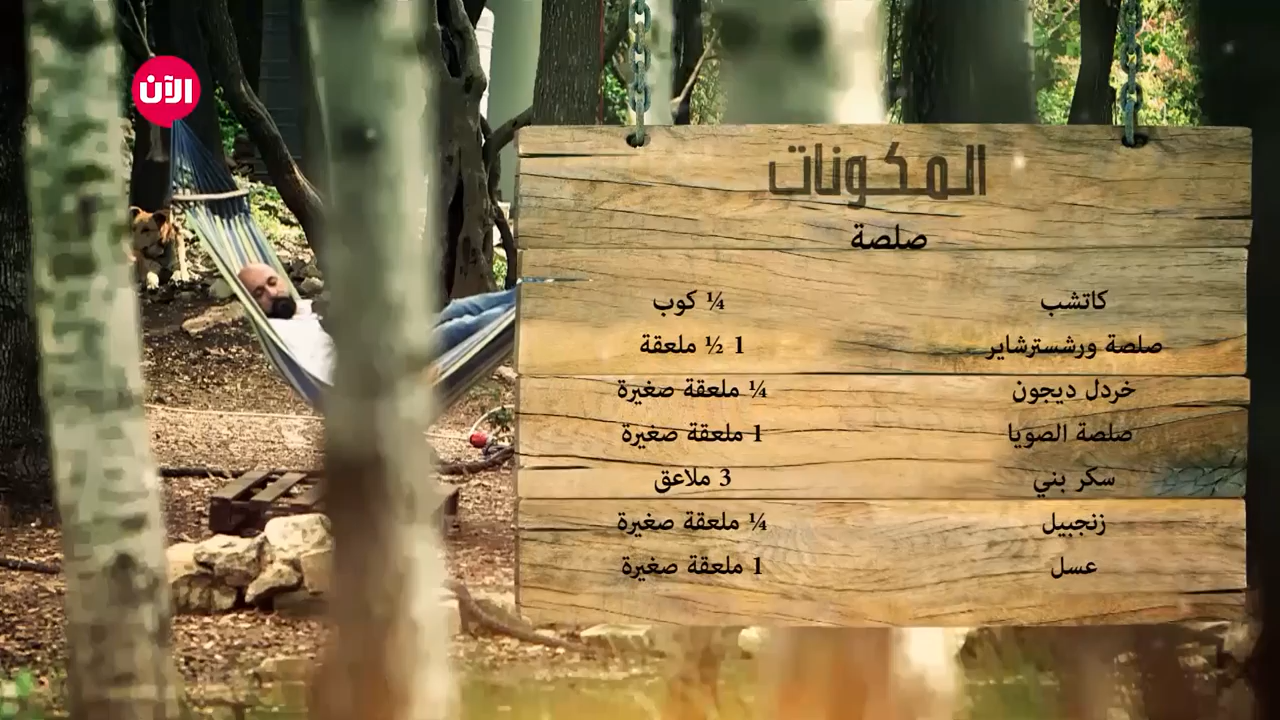 الآن
المكونات
صلصة
كاتشب ¼ كوب
صلصة ورشسترشاير 1 ½ ملعقة
خردل ديجون ¼ ملعقة صغيرة
صلصة الصويا 1 ملعقة صغيرة
سكر بني 3 ملاعق
زنجبيل ¼ ملعقة صغيرة
عسل 1 ملعقة صغيرة